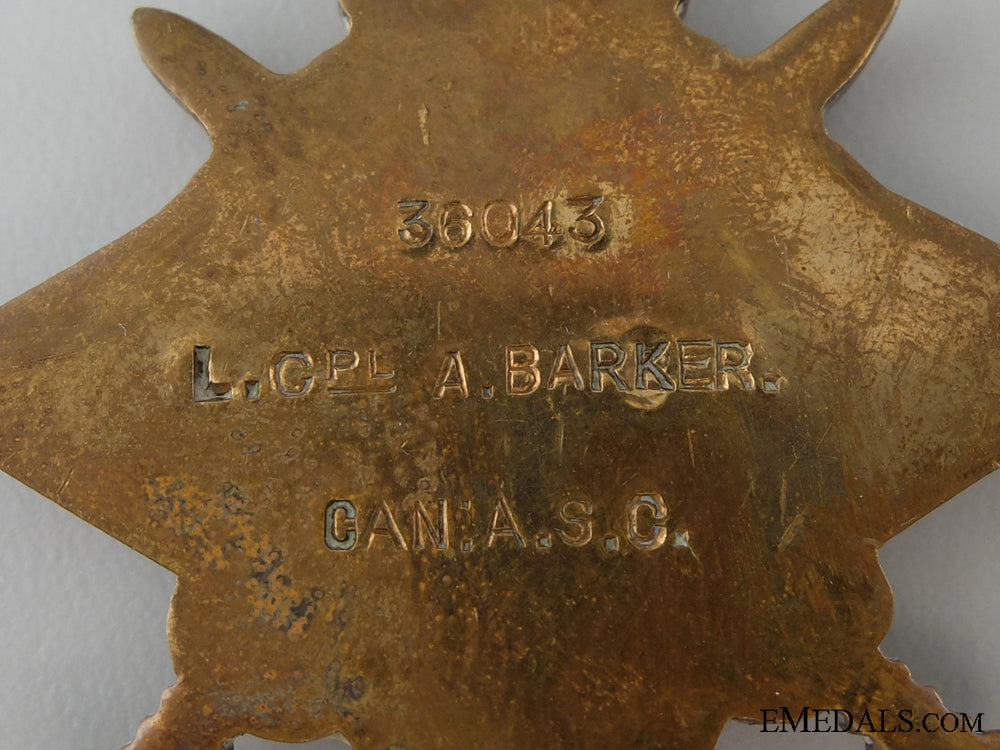 36043
L. CPL A. BARKER.
CAN: A.S.C.
EMEDALS.COM